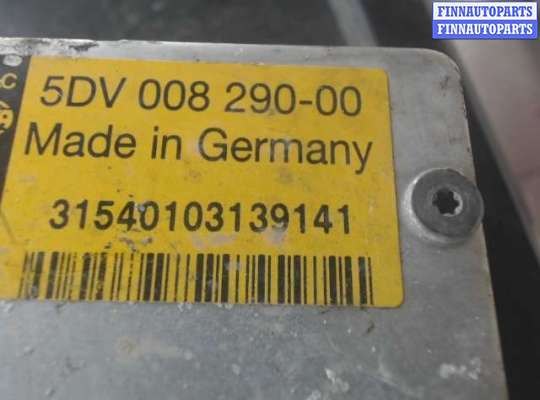 FINNAUTOPARTS
FINNAUTOPARTS
5DV 008 290-00
Made in Germany
31540103139141